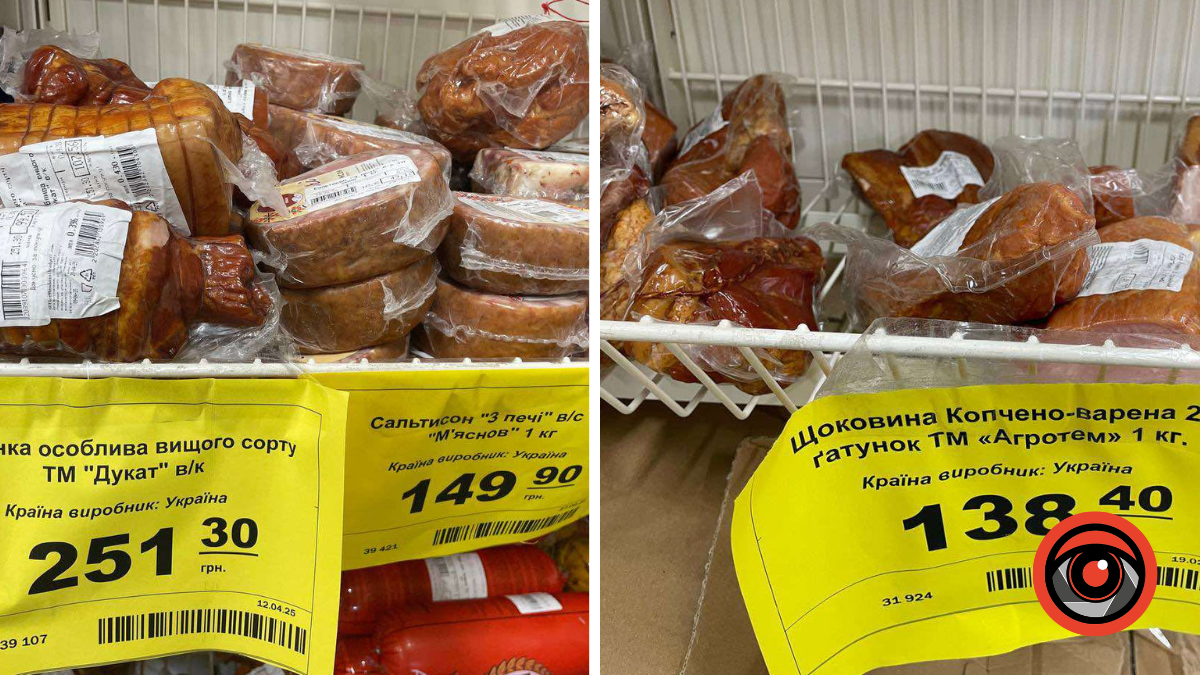 нка особлива вищого сорту
ТМ "Дукат" в/к
Країна виробник: Україна
251 30
грн.
12.04.25
39 107
Сальтисон "З печі" в/с
"М'яснов" 1 кг
Країна виробник: Україна
149 90
грн.
39 421
Щоковина Копчено-варена 2
ґатунок ТМ «Агротем» 1 кг.
Країна виробник: Україна
138 40
19.02
31 924